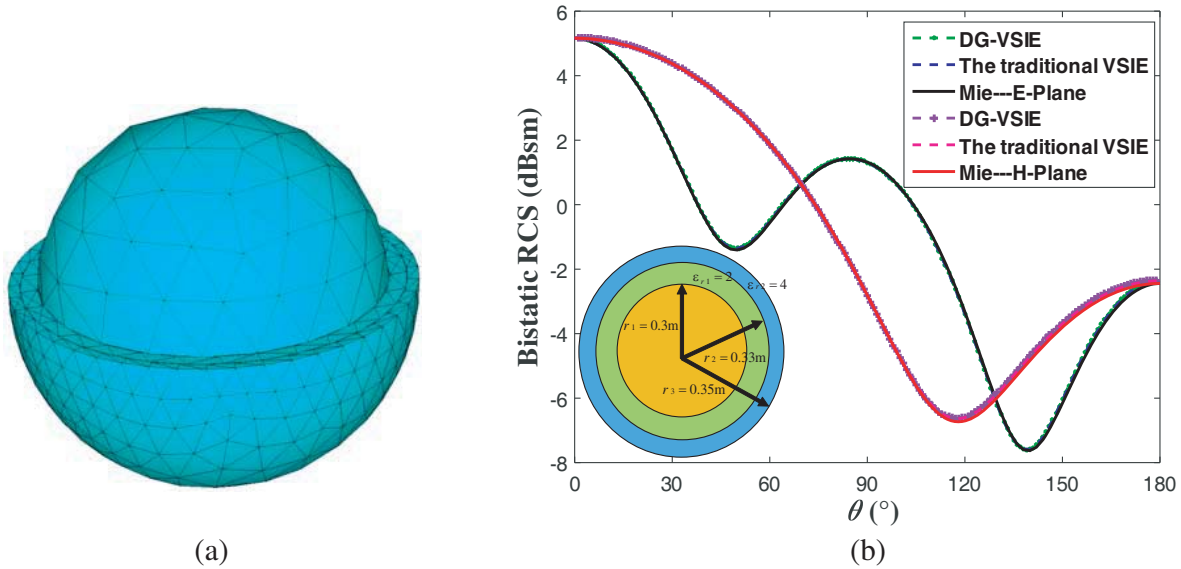 6
4
2
0
-2
-4
-6
-8
0
30
60
90
120
150
180
Bistatic RCS (dBsm)
θ (°)
DG-VSIE
The traditional VSIE
Mie---E-Plane
DG-VSIE
The traditional VSIE
Mie---H-Plane
εr1 = 2
εr2 = 4
r1 = 0.3m
r2 = 0.33m
r3 = 0.35m
(a)
(b)